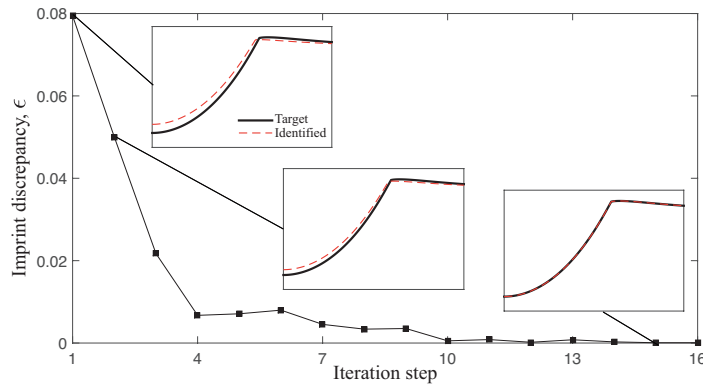 0.08
0.06
0.04
0.02
0
Imprint discrepancy, ϵ
Target
Identified
1 4 7 10 13 16
Iteration step